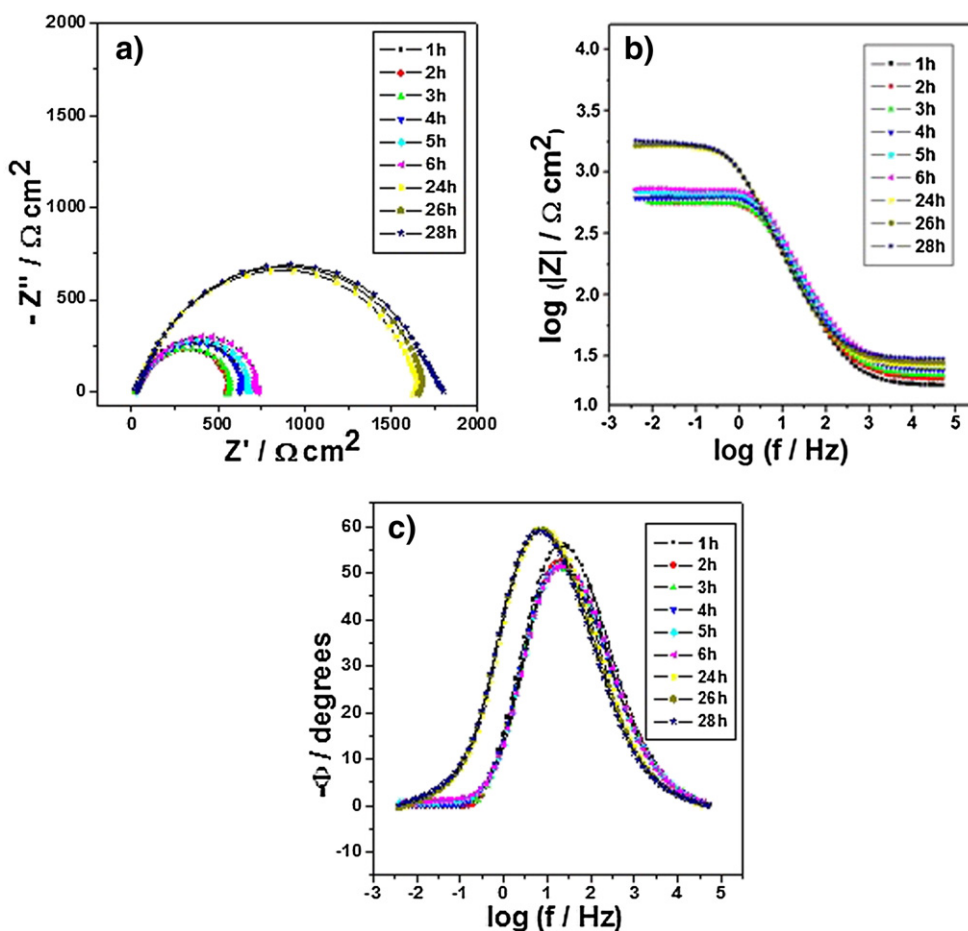 a)
2000
1750
1500
1250
1000
750
500
250
0
- Z'' / Ω cm2
0 500 1000 1500 2000
Z' / Ω cm2
1h
2h
3h
4h
5h
6h
24h
26h
28h
b)
4.0
3.5
3.0
2.5
2.0
1.5
1.0
log (|Z| / Ω cm2)
-3 -2 -1 0 1 2 3 4 5
log (f / Hz)
1h
2h
3h
4h
5h
6h
24h
26h
28h
c)
60
50
40
30
20
10
0
-10
-Φ / degrees
-3 -2 -1 0 1 2 3 4 5
log (f / Hz)
1h
2h
3h
4h
5h
6h
24h
26h
28h